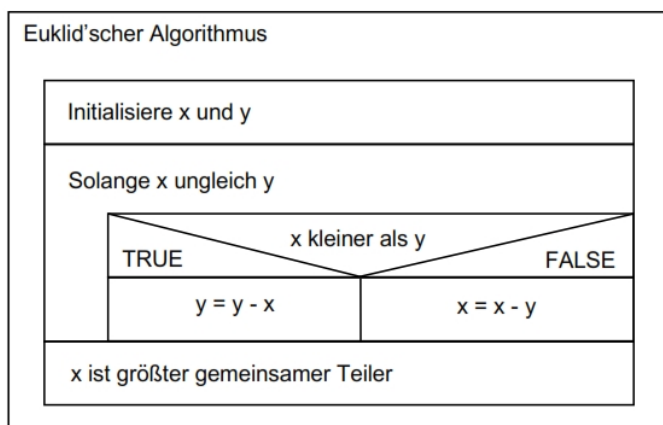 Euklid'scher Algorithmus
Initialisiere x und y
Solange x ungleich y
x kleiner als y
TRUE
FALSE
y = y - x
x = x - y
x ist größter gemeinsamer Teiler